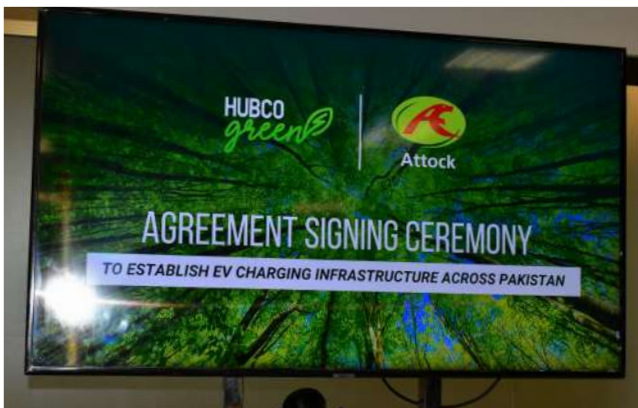 HUBCO
green
Attock
AGREEMENT SIGNING CEREMONY
TO ESTABLISH EV CHARGING INFRASTRUCTURE ACROSS PAKISTAN